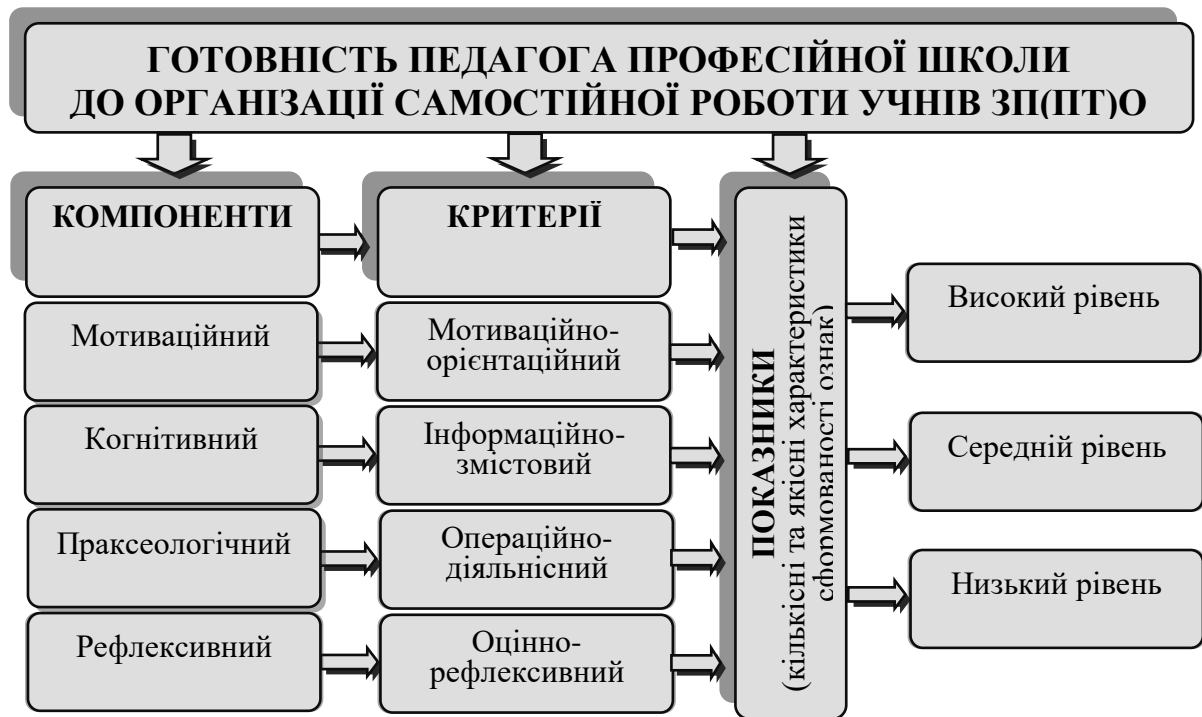 ГОТОВНІСТЬ ПЕДАГОГА ПРОФЕСІЙНОЇ ШКОЛИ
ДО ОРГАНІЗАЦІЇ САМОСТІЙНОЇ РОБОТИ УЧНІВ ЗП(ПТ)О
КОМПОНЕНТИ
КРИТЕРІЇ
ПОКАЗНИКИ
(кількісні та якісні характеристики
сформованості ознак)
Мотиваційний
Мотиваційно-
орієнтаційний
Когнітивний
Інформаційно-
змістовий
Праксеологічний
Операційно-
діяльнісний
Рефлексивний
Оцінно-
рефлексивний
Високий рівень
Середній рівень
Низький рівень